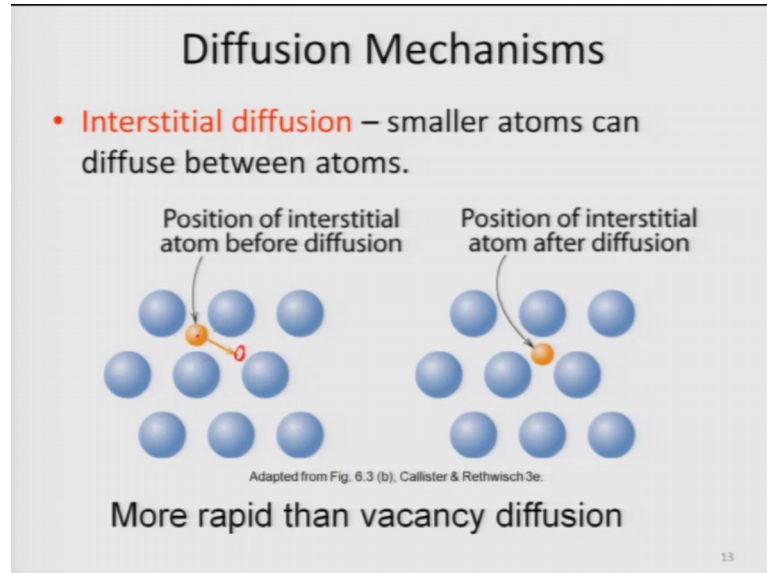 Diffusion Mechanisms
• Interstitial diffusion – smaller atoms can
diffuse between atoms.
Position of interstitial
atom before diffusion
Position of interstitial
atom after diffusion
Adapted from Fig. 6.3 (b), Callister & Rethwisch 3e.
More rapid than vacancy diffusion
13